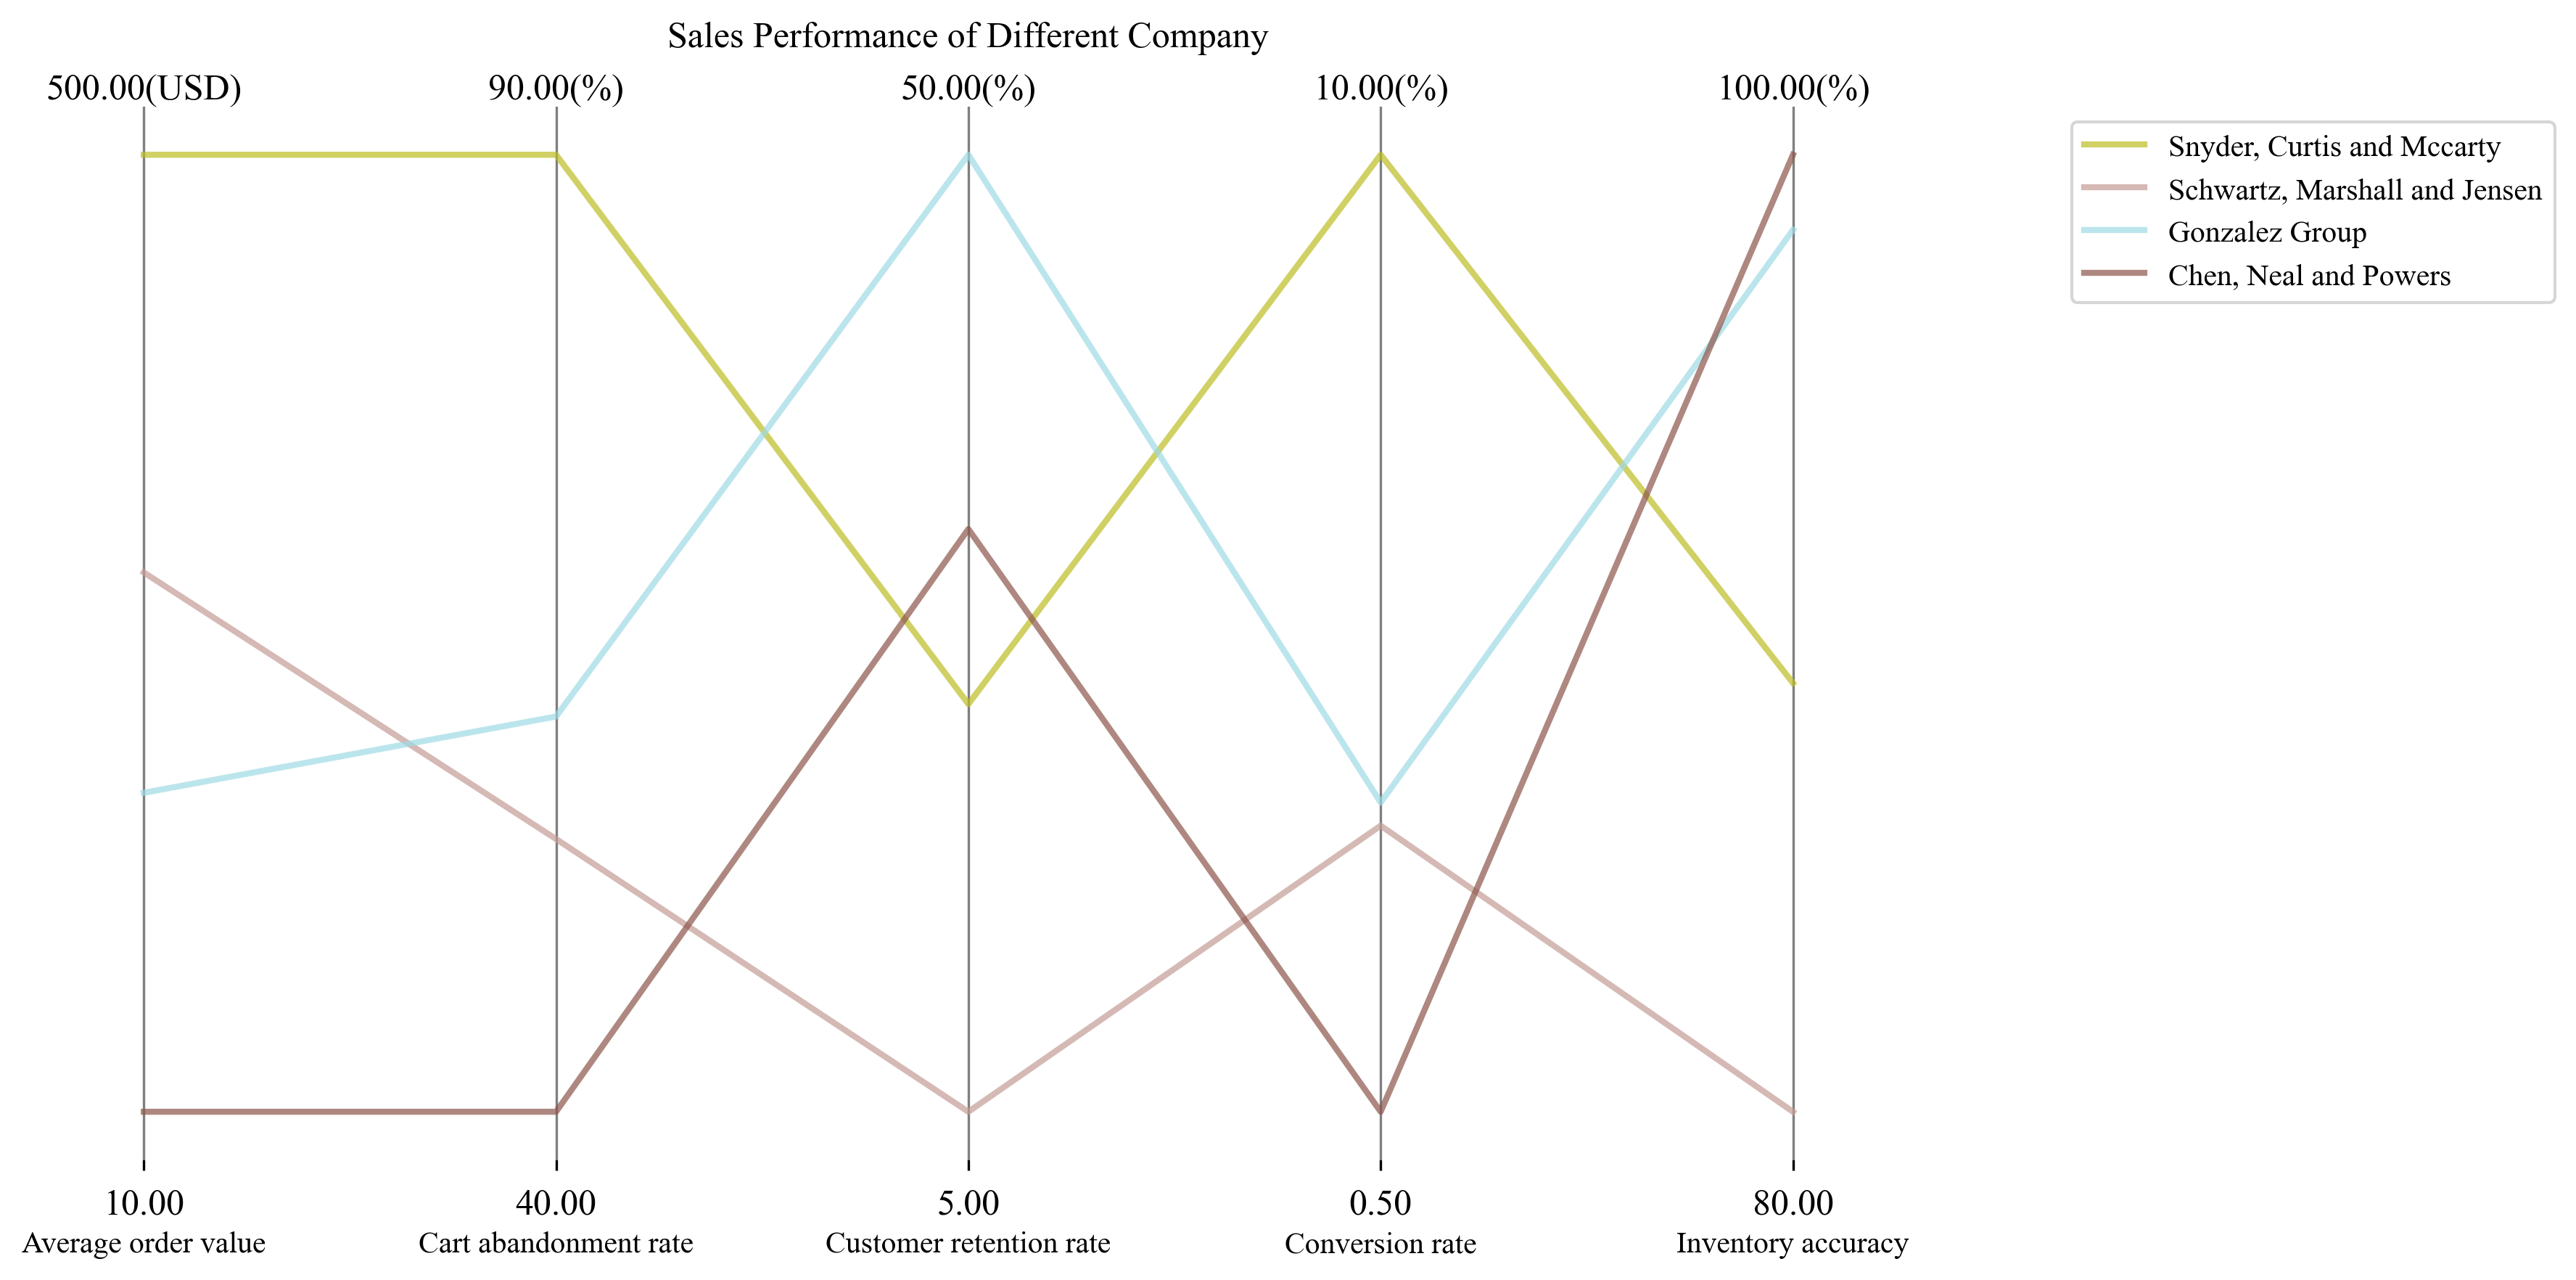 Sales Performance of Different Company
500.00(USD) 90.00(%) 50.00(%) 10.00(%) 100.00(%)
Snyder, Curtis and Mccarty
Schwartz, Marshall and Jensen
Gonzalez Group
Chen, Neal and Powers
10.00 40.00 5.00 0.50 80.00
Average order value Cart abandonment rate Customer retention rate Conversion rate Inventory accuracy